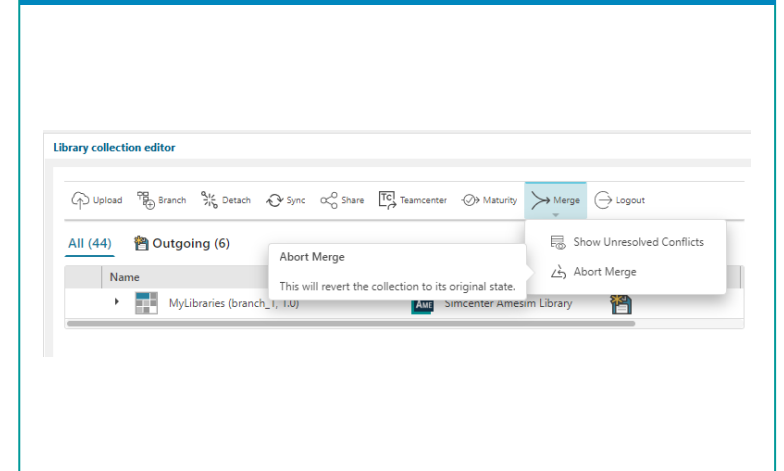 Library collection editor
Upload Branch Detach Sync Share Teamcenter Maturity Merge Logout
All (44) Outgoing (6)
Show Unresolved Conflicts
Abort Merge
Abort Merge
This will revert the collection to its original state.
Name
MyLibraries (branch_1, 1.0) AME Simcenter Amesim Library